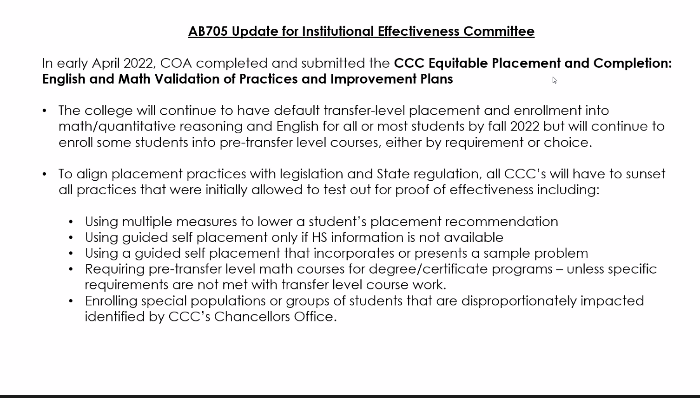 AB705 Update for Institutional Effectiveness Committee
In early April 2022, COA completed and submitted the CCC Equitable Placement and Completion:
English and Math Validation of Practices and Improvement Plans
• The college will continue to have default transfer-level placement and enrollment into
math/quantitative reasoning and English for all or most students by fall 2022 but will continue to
enroll some students into pre-transfer level courses, either by requirement or choice.
• To align placement practices with legislation and State regulation, all CCC's will have to sunset
all practices that were initially allowed to test out for proof of effectiveness including:
• Using multiple measures to lower a student's placement recommendation
• Using guided self placement only if HS information is not available
• Using a guided self placement that incorporates or presents a sample problem
• Requiring pre-transfer level math courses for degree/certificate programs – unless specific
requirements are not met with transfer level course work.
• Enrolling special populations or groups of students that are disproportionately impacted
identified by CCC's Chancellors Office.